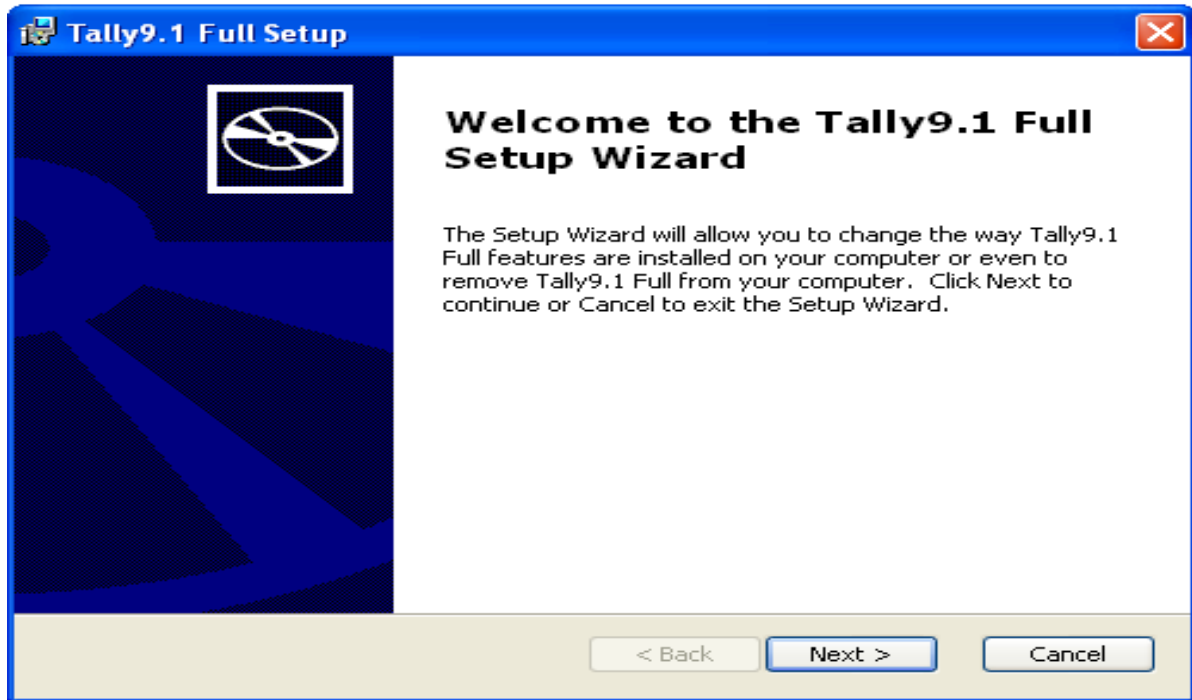 Tally9.1 Full Setup
Welcome to the Tally9.1 Full
Setup Wizard
The Setup Wizard will allow you to change the way Tally9.1
Full features are installed on your computer or even to
remove Tally9.1 Full from your computer.  Click Next to
continue or Cancel to exit the Setup Wizard.
< Back Next > Cancel